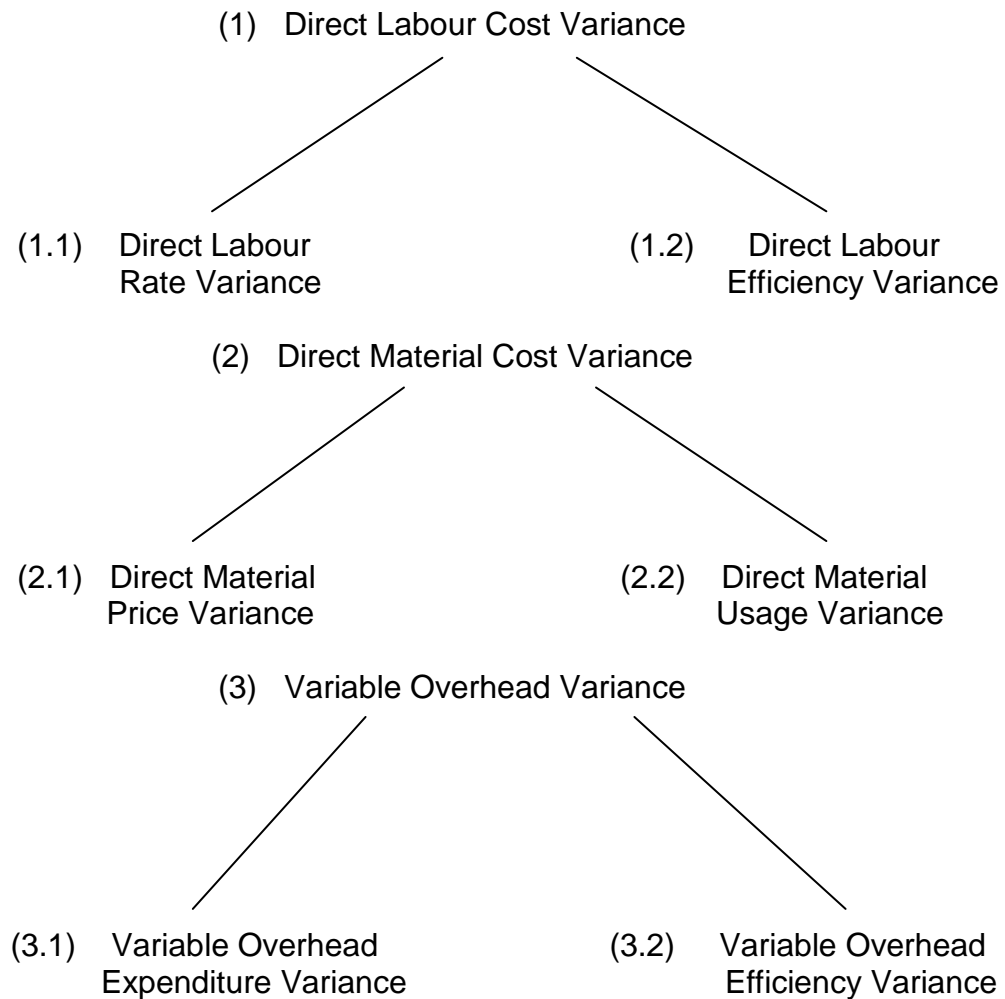 (1) Direct Labour Cost Variance
(1.1) Direct Labour
Rate Variance
(1.2) Direct Labour
Efficiency Variance
(2) Direct Material Cost Variance
(2.1) Direct Material
Price Variance
(2.2) Direct Material
Usage Variance
(3) Variable Overhead Variance
(3.1) Variable Overhead
Expenditure Variance
(3.2) Variable Overhead
Efficiency Variance